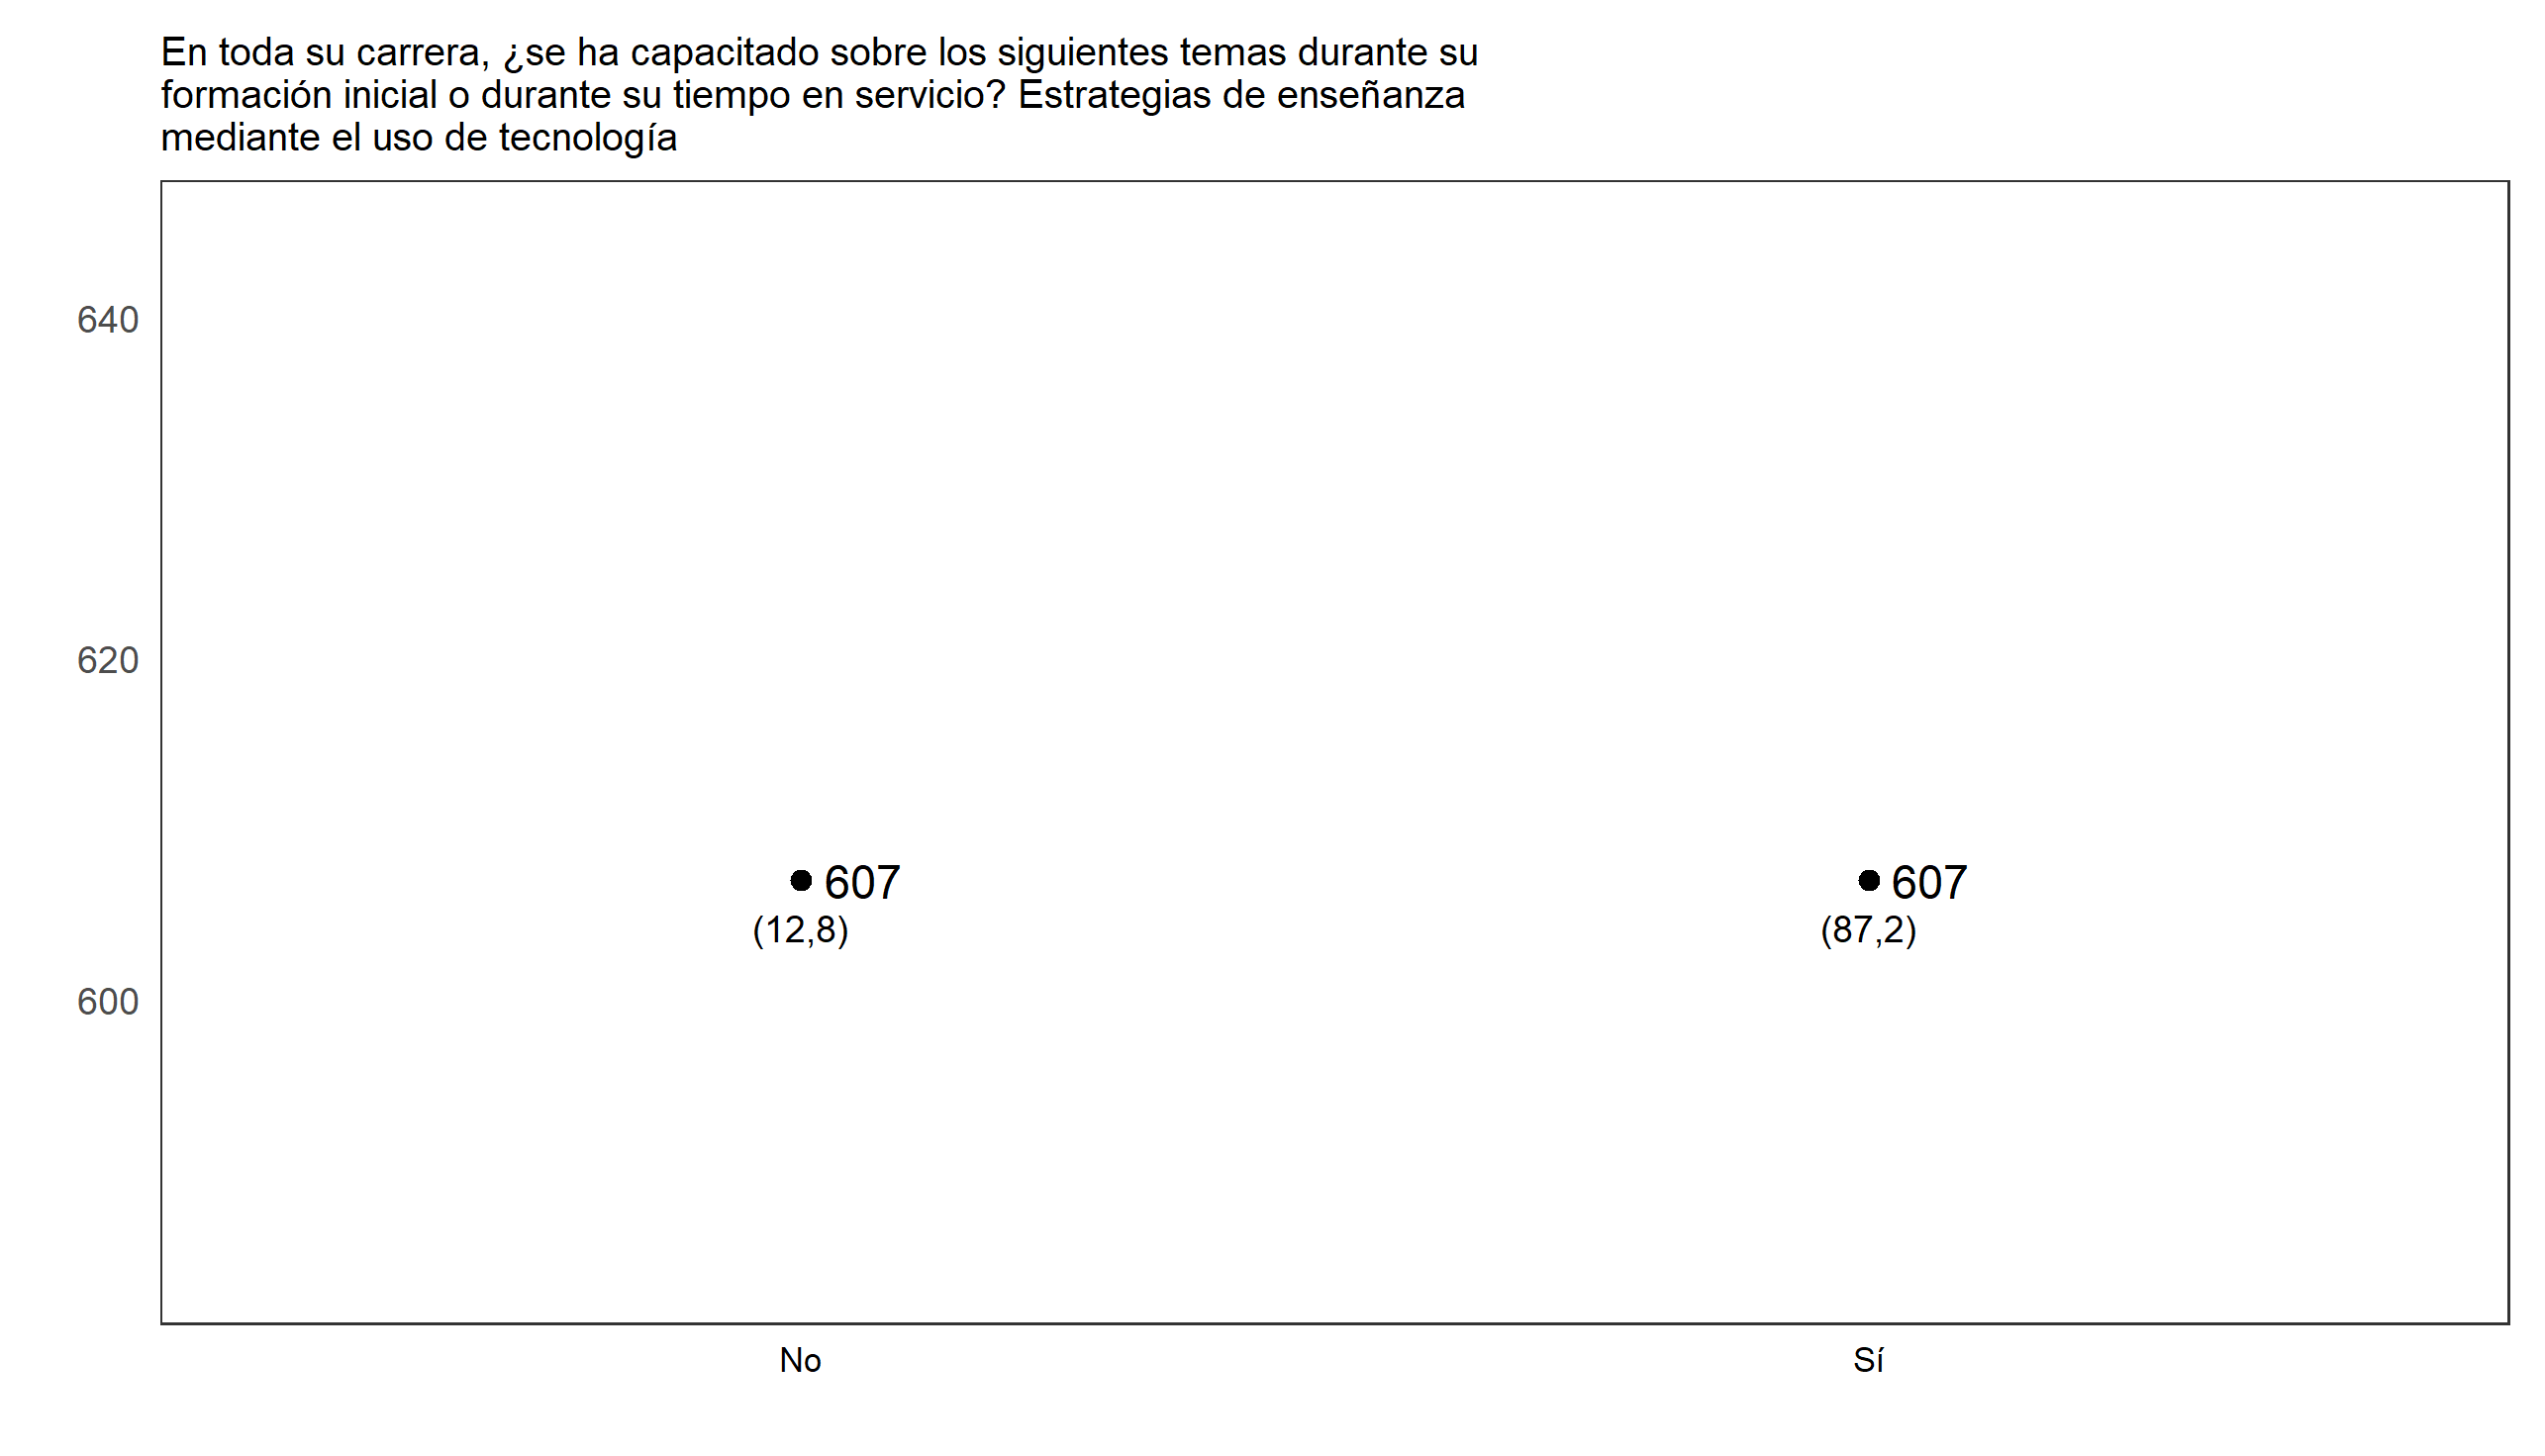 En toda su carrera, ¿se ha capacitado sobre los siguientes temas durante su
formación inicial o durante su tiempo en servicio? Estrategias de enseñanza
mediante el uso de tecnología
640
620
600
607
(12,8)
607
(87,2)
No
Sí